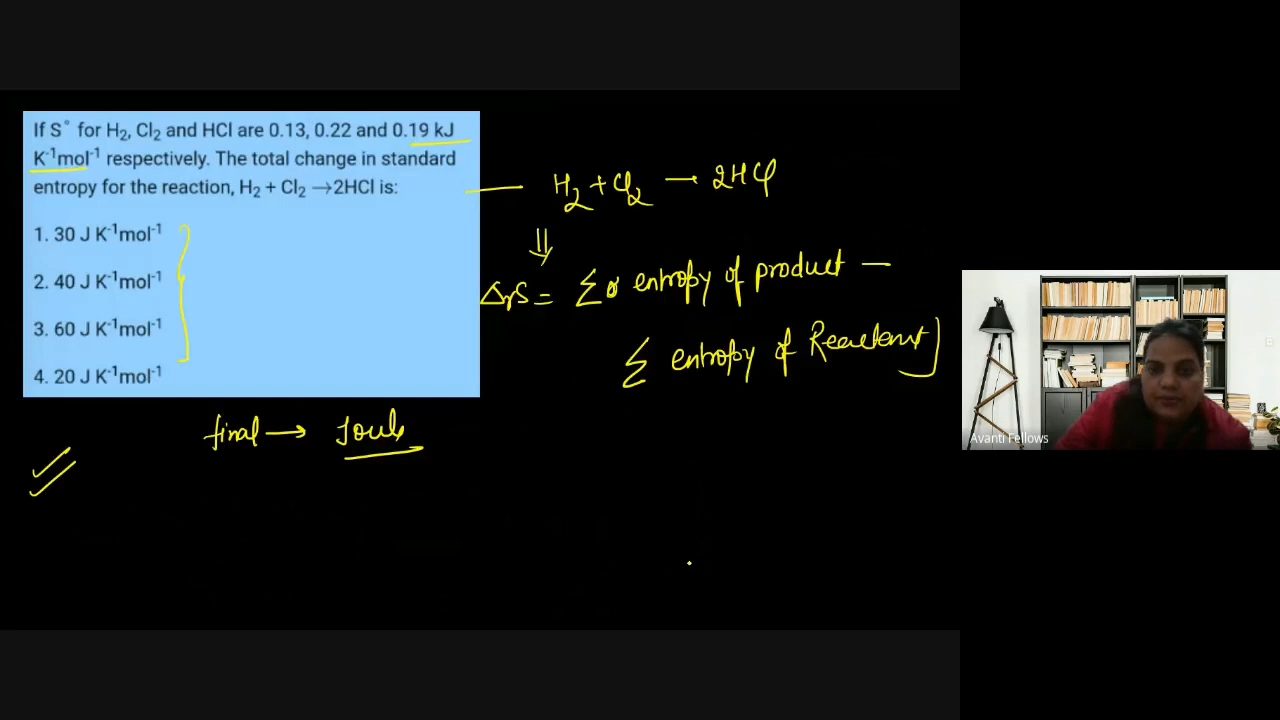 If S° for H₂, Cl₂ and HCl are 0.13, 0.22 and 0.19 kJ
K⁻¹mol⁻¹ respectively. The total change in standard
entropy for the reaction, H₂ + Cl₂ →2HCl is:
1. 30 J K⁻¹mol⁻¹
2. 40 J K⁻¹mol⁻¹
3. 60 J K⁻¹mol⁻¹
4. 20 J K⁻¹mol⁻¹
H₂ + Cl₂ → 2HCl
ΔrS = Σ entropy of product —
Σ entropy of Reactant]
final → Joule
Avanti Fellows